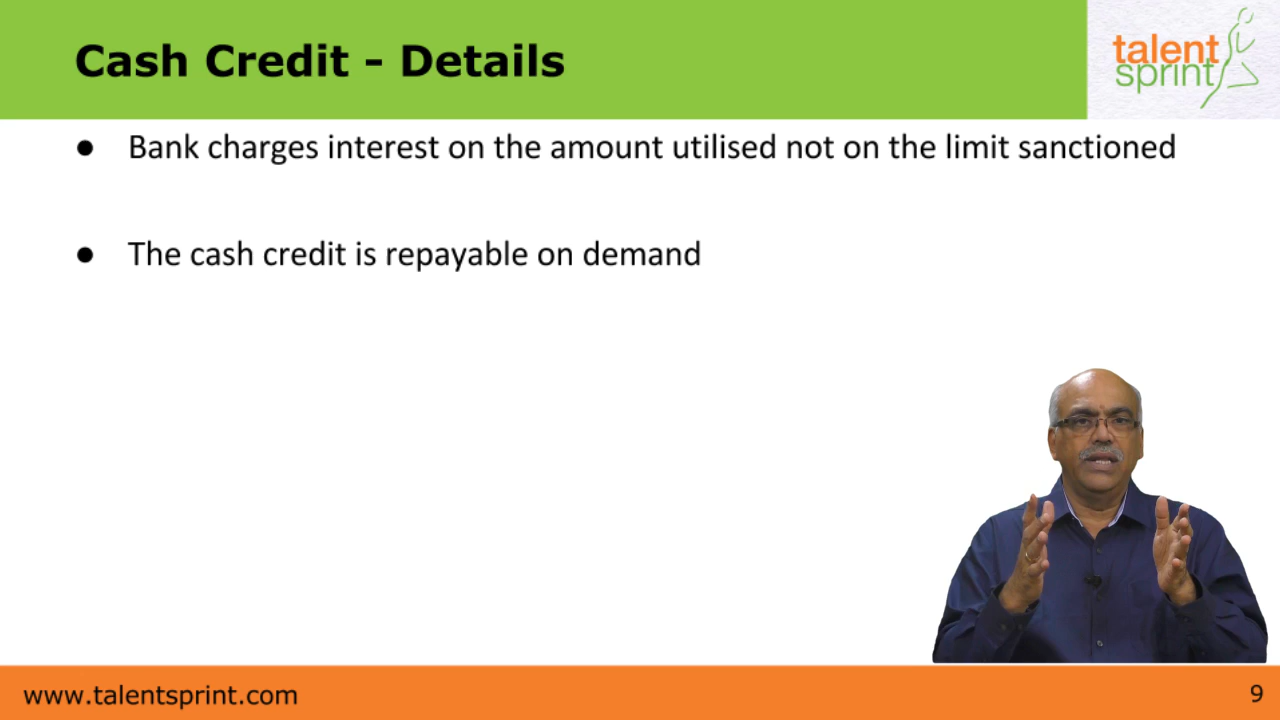 Cash Credit - Details
talent
sprint
● Bank charges interest on the amount utilised not on the limit sanctioned
● The cash credit is repayable on demand
www.talentsprint.com
9